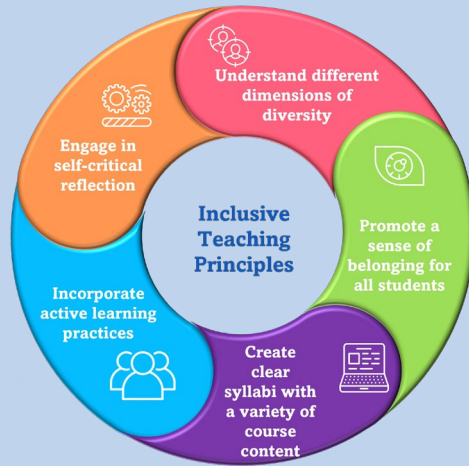 Inclusive
Teaching
Principles
Understand different
dimensions of
diversity
Promote a
sense of
belonging for
all students
Create
clear
syllabi with
a variety of
course
content
Incorporate
active learning
practices
Engage in
self-critical
reflection